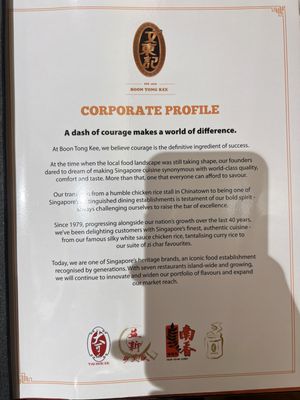 文東記
EST. 1979
BOON TONG KEE
CORPORATE PROFILE
A dash of courage makes a world of difference.
At Boon Tong Kee, we believe courage is the definitive ingredient of success.
At the time when the local food landscape was still taking shape, our founders
dared to dream of making Singapore cuisine synonymous with world-class quality,
comfort and taste. More than that, one that everyone can afford to savour.
Our transition from a humble chicken rice stall in Chinatown to being one of
Singapore's distinguished dining establishments is testament of our bold spirit -
always challenging ourselves to raise the bar of excellence.
Since 1979, progressing alongside our nation's growth over the last 40 years,
we've been delighting customers with Singapore's finest, authentic cuisine -
from our famous silky white sauce chicken rice, tantalising curry rice to
our suite of zi char favourites.
Today, we are one of Singapore's heritage brands, an iconic food establishment
recognised by generations. With seven restaurants island-wide and growing,
we will continue to innovate and widen our portfolio of flavours and expand
our market reach.
南春